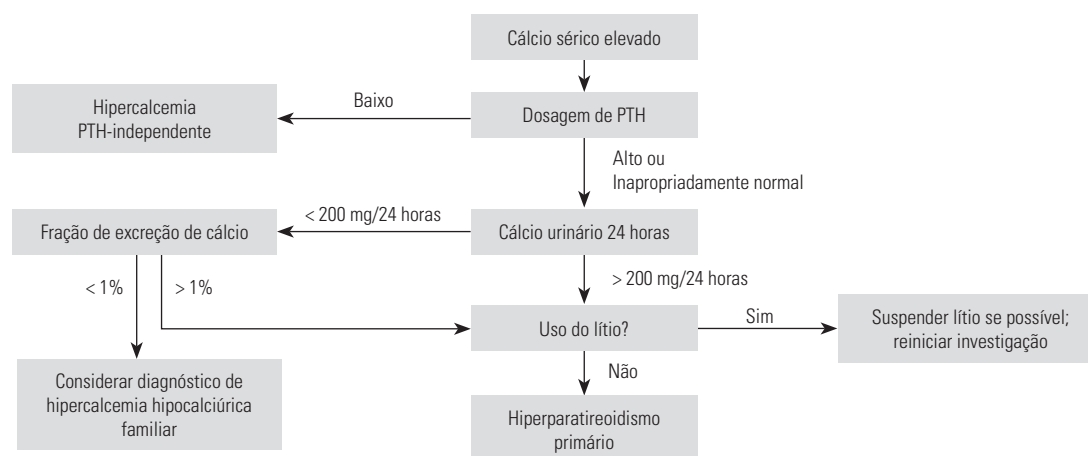 Cálcio sérico elevado
Baixo
Hipercalcemia
PTH-independente
Dosagem de PTH
Alto ou
Inapropriadamente normal
< 200 mg/24 horas
Fração de excreção de cálcio
Cálcio urinário 24 horas
< 1%
> 1%
> 200 mg/24 horas
Uso do lítio?
Sim
Suspender lítio se possível;
reiniciar investigação
Não
Considerar diagnóstico de
hipercalcemia hipocalciúrica
familiar
Hiperparatireoidismo
primário